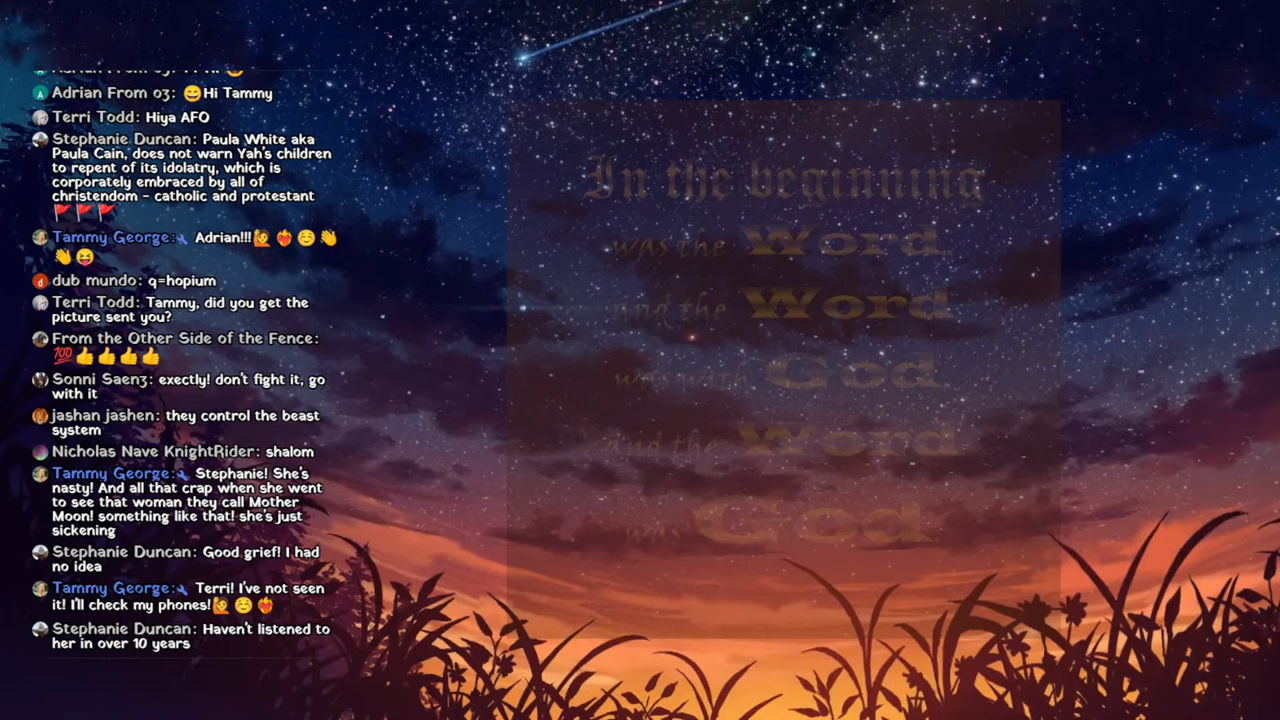 Adrian From 03: 😄Hi Tammy
Terri Todd: Hiya AFO
Stephanie Duncan: Paula White aka
Paula Cain, does not warn Yah's children
to repent of its idolatry, which is
corporately embraced by all of
christendom - catholic and protestant
🚩🚩🚩
Tammy George: Adrian!!!🙋❤️‍🔥☺️👋
👋😝
dub mundo: q=hopium
Terri Todd: Tammy, did you get the
picture sent you?
From the Other Side of the Fence:
💯👍👍👍👍
Sonni Saenz: exectly! don't fight it, go
with it
jashan jashen: they control the beast
system
Nicholas Nave KnightRider: shalom
Tammy George: Stephanie! She's
nasty! And all that crap when she went
to see that woman they call Mother
Moon! something like that! she's just
sickening
Stephanie Duncan: Good grief! I had
no idea
Tammy George: Terri! I've not seen
it! I'll check my phones!🙋☺️❤️‍🔥
Stephanie Duncan: Haven't listened to
her in over 10 years
In the beginning
was the Word
and the Word
was with God
and the Word
was God